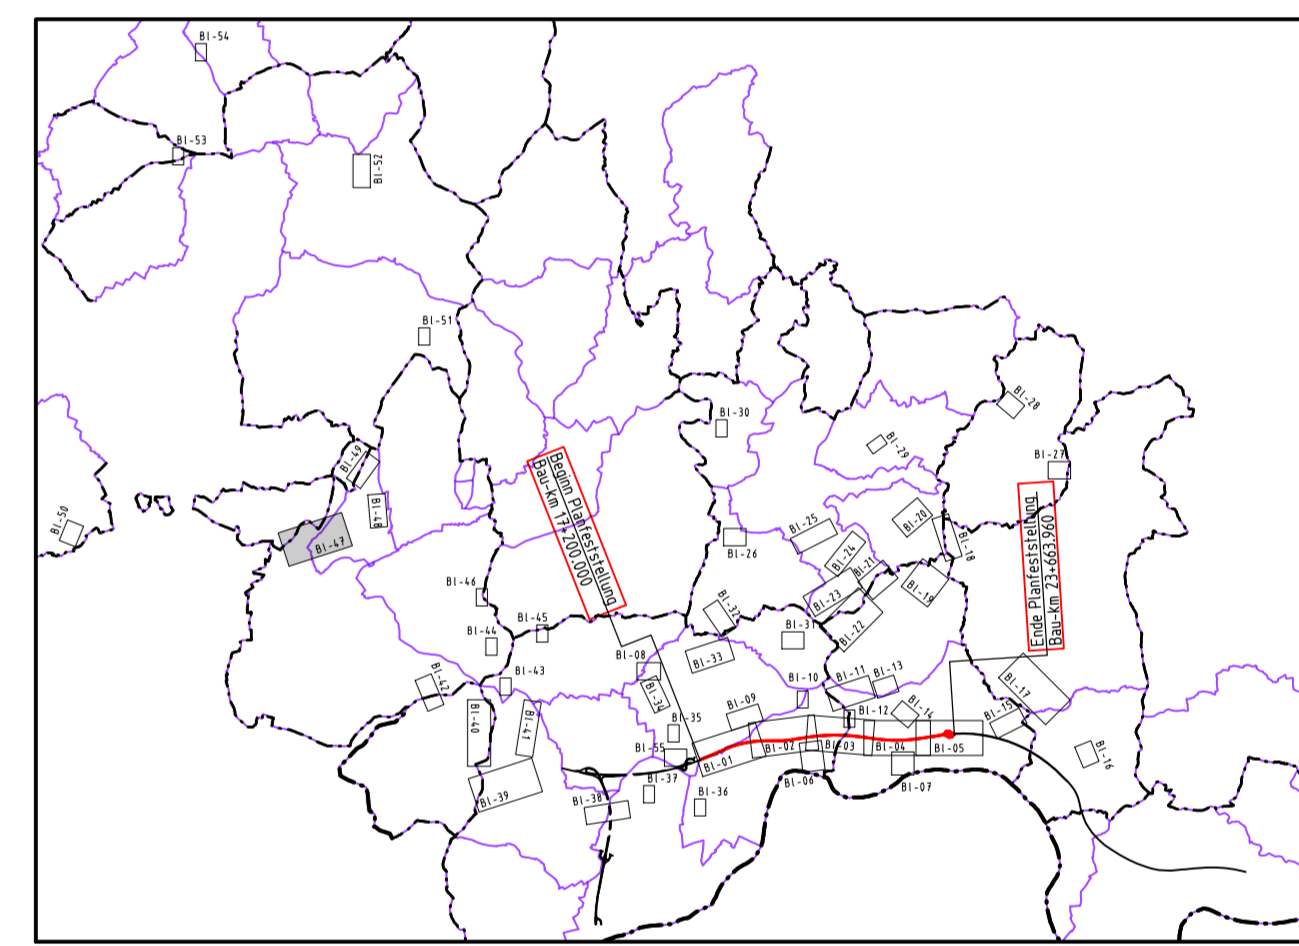 Bl-54
Bl-53
Bl-52
Bl-51
Bl-50
Bl-49
Bl-48
Bl-47
Bl-46
Bl-45
Bl-44
Bl-43
Bl-42
Bl-40
Bl-41
Bl-39
Bl-38
Beginn Planfeststellung
Bau-km 17+200.000
Bl-30
Bl-26
Bl-25
Bl-24
Bl-21
Bl-23
Bl-22
Bl-20
Bl-19
Bl-18
Bl-29
Bl-28
Bl-27
Ende Planfeststellung
Bau-km 23+663.960
Bl-32
Bl-31
Bl-33
Bl-08
Bl-34
Bl-35
Bl-55
Bl-37
Bl-36
Bl-09
Bl-10
Bl-11
Bl-13
Bl-12
Bl-14
Bl-15
Bl-17
Bl-16
Bl-01
Bl-02
Bl-03
Bl-04
Bl-05
Bl-06
Bl-07